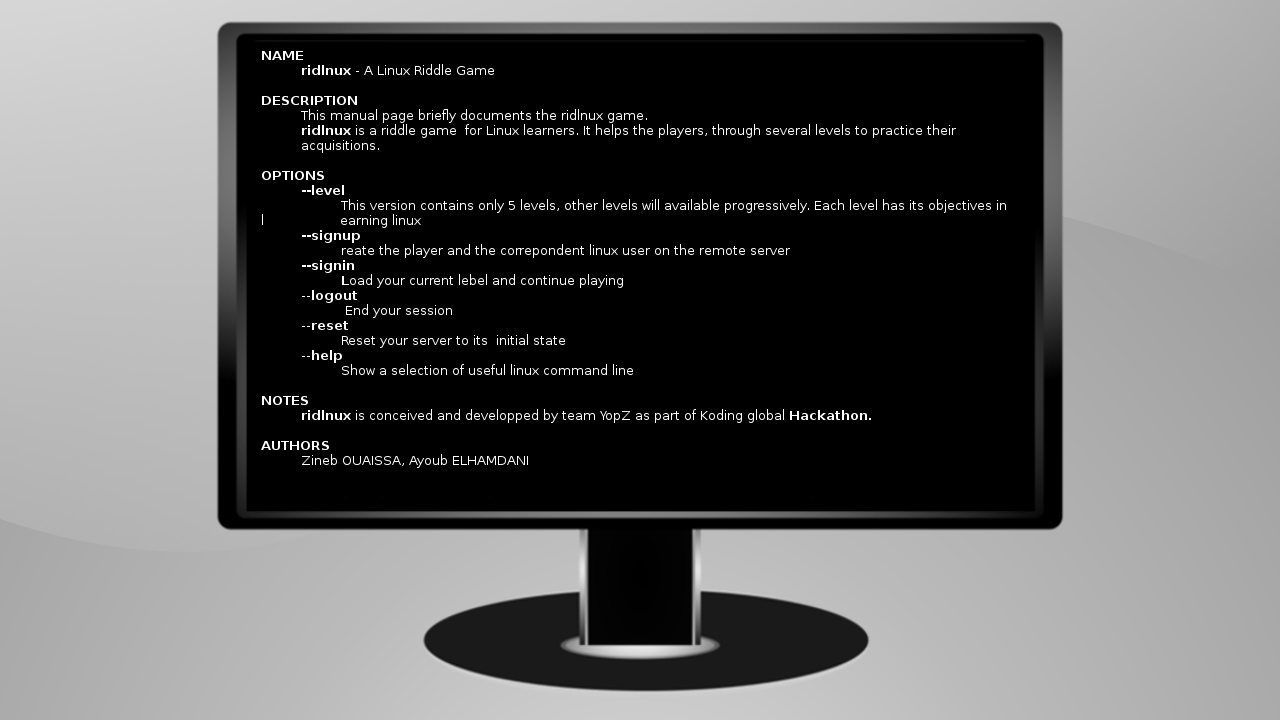 NAME
ridlnux - A Linux Riddle Game
DESCRIPTION
This manual page briefly documents the ridlnux game.
ridlnux is a riddle game  for Linux learners. It helps the players, through several levels to practice their
acquisitions.
OPTIONS
--level
This version contains only 5 levels, other levels will available progressively. Each level has its objectives in
l earning linux
--signup
reate the player and the correpondent linux user on the remote server
--signin
Load your current lebel and continue playing
--logout
End your session
--reset
Reset your server to its  initial state
--help
Show a selection of useful linux command line
NOTES
ridlnux is conceived and developped by team YopZ as part of Koding global Hackathon.
AUTHORS
Zineb OUAISSA, Ayoub ELHAMDANI